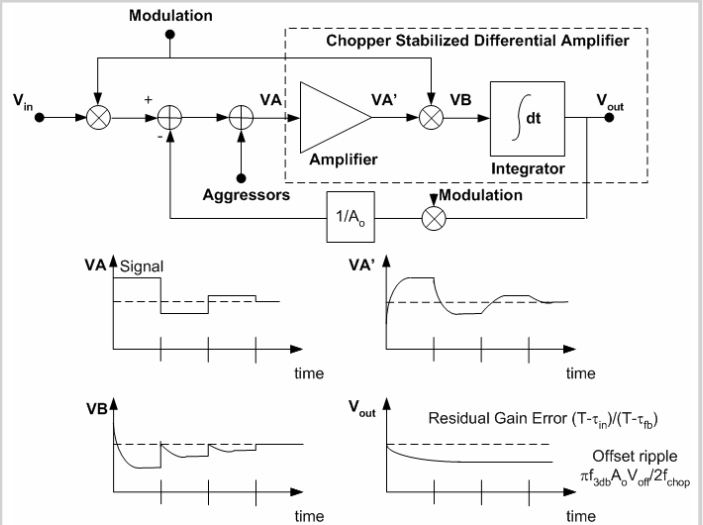 Modulation
Chopper Stabilized Differential Amplifier
V_in
+
VA
VA'
VB
V_out
-
∫dt
Amplifier
Integrator
Aggressors
Modulation
1/A_o
VA
Signal
VA'
time
time
VB
V_out
Residual Gain Error (T-τ_in)/(T-τ_fb)
Offset ripple
πf_3db A_o V_off/2f_chop
time
time